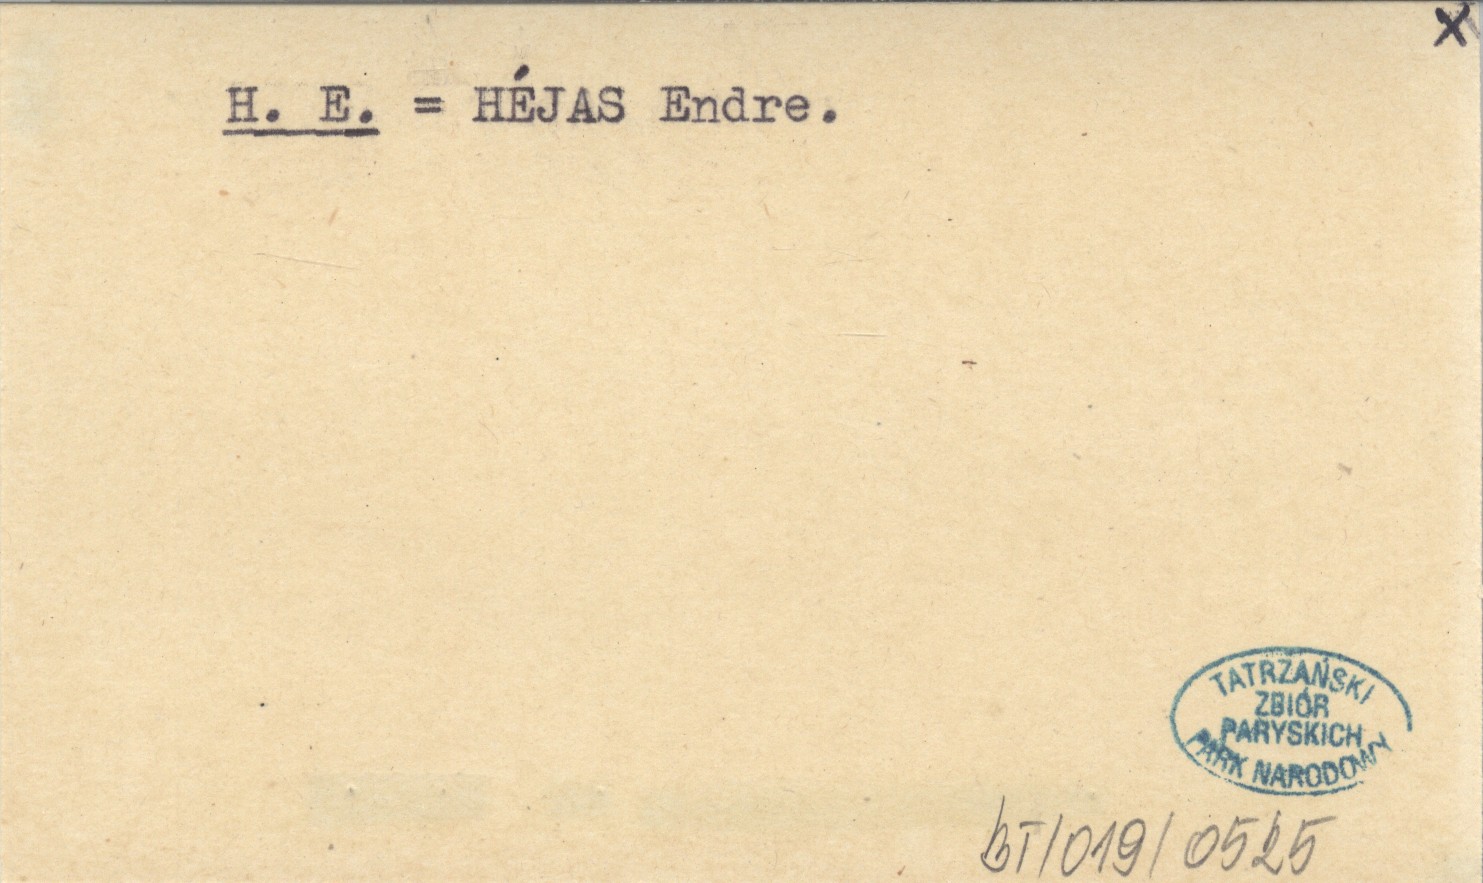 X
H. E. = HÉJAS Endre.
TATRZAŃSKI
ZBIÓR
PARYSKICH
PARK NARODOWY
BT/019/0525